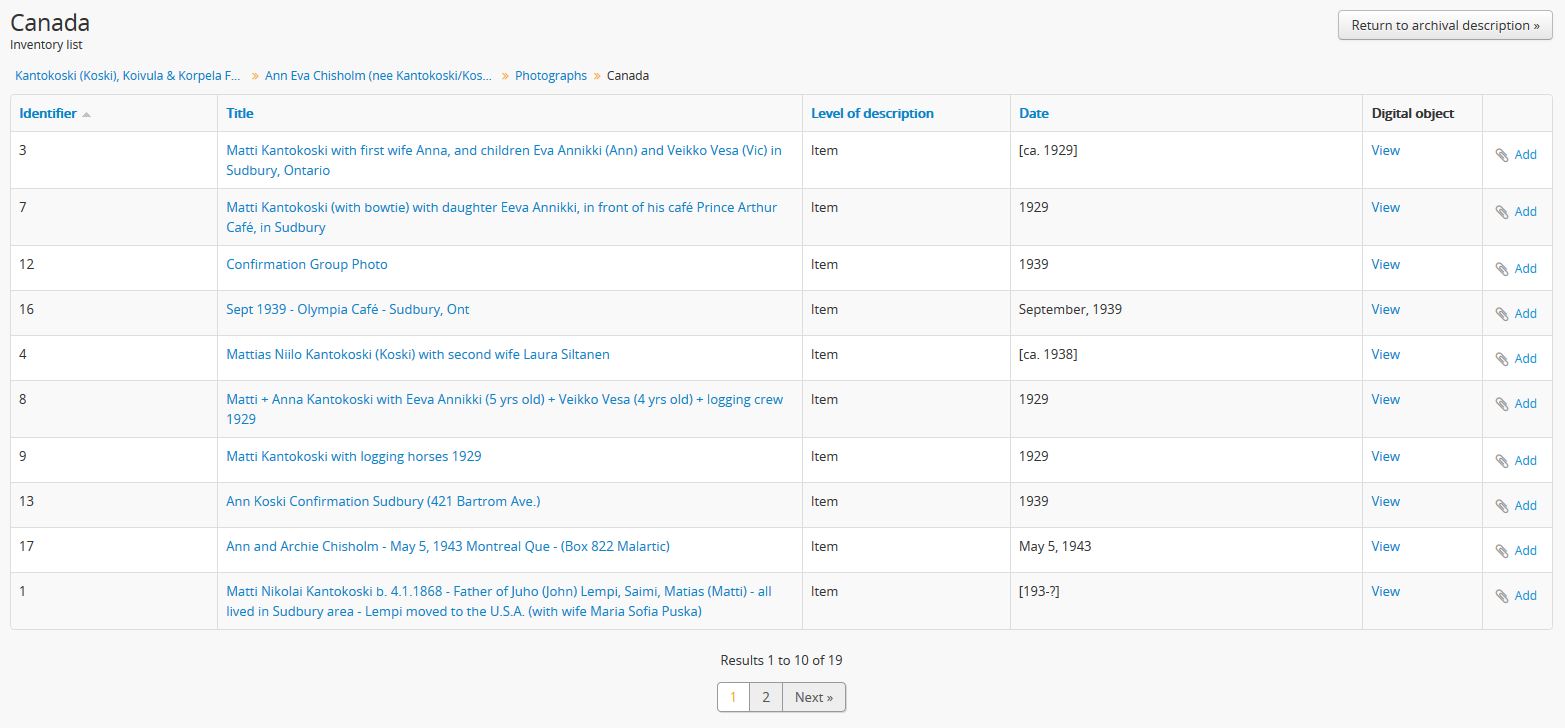 Canada
Return to archival description »
Inventory list
Kantokoski (Koski), Koivula & Korpela F... » Ann Eva Chisholm (nee Kantokoski/Kos... » Photographs » Canada
Identifier Title Level of description Date Digital object
3 Matti Kantokoski with first wife Anna, and children Eva Annikki (Ann) and Veikko Vesa (Vic) in Item [ca. 1929] View Add
Sudbury, Ontario
7 Matti Kantokoski (with bowtie) with daughter Eeva Annikki, in front of his café Prince Arthur Item 1929 View Add
Café, in Sudbury
12 Confirmation Group Photo Item 1939 View Add
16 Sept 1939 - Olympia Café - Sudbury, Ont Item September, 1939 View Add
4 Mattias Niilo Kantokoski (Koski) with second wife Laura Siltanen Item [ca. 1938] View Add
8 Matti + Anna Kantokoski with Eeva Annikki (5 yrs old) + Veikko Vesa (4 yrs old) + logging crew Item 1929 View Add
1929
9 Matti Kantokoski with logging horses 1929 Item 1929 View Add
13 Ann Koski Confirmation Sudbury (421 Bartrom Ave.) Item 1939 View Add
17 Ann and Archie Chisholm - May 5, 1943 Montreal Que - (Box 822 Malartic) Item May 5, 1943 View Add
1 Matti Nikolai Kantokoski b. 4.1.1868 - Father of Juho (John) Lempi, Saimi, Matias (Matti) - all Item [193-?] View Add
lived in Sudbury area - Lempi moved to the U.S.A. (with wife Maria Sofia Puska)
Results 1 to 10 of 19
1 2 Next »